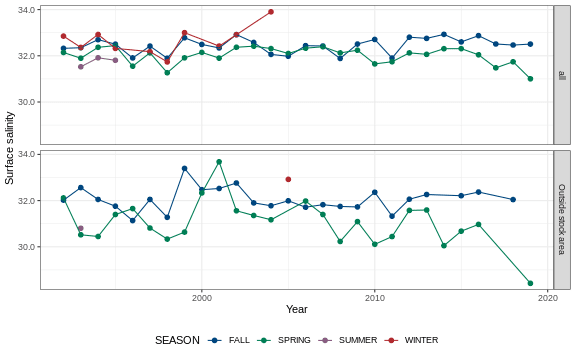 34.0
32.0
30.0
all
34.0
32.0
30.0
Outside stock area
Surface salinity
2000
2010
2020
Year
SEASON FALL SPRING SUMMER WINTER